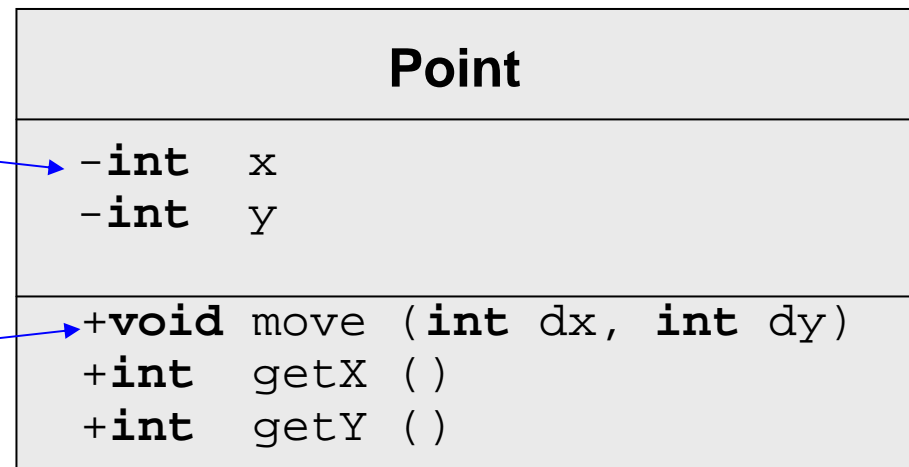 Point
-int x
-int y
+void move (int dx, int dy)
+int getX ()
+int getY ()